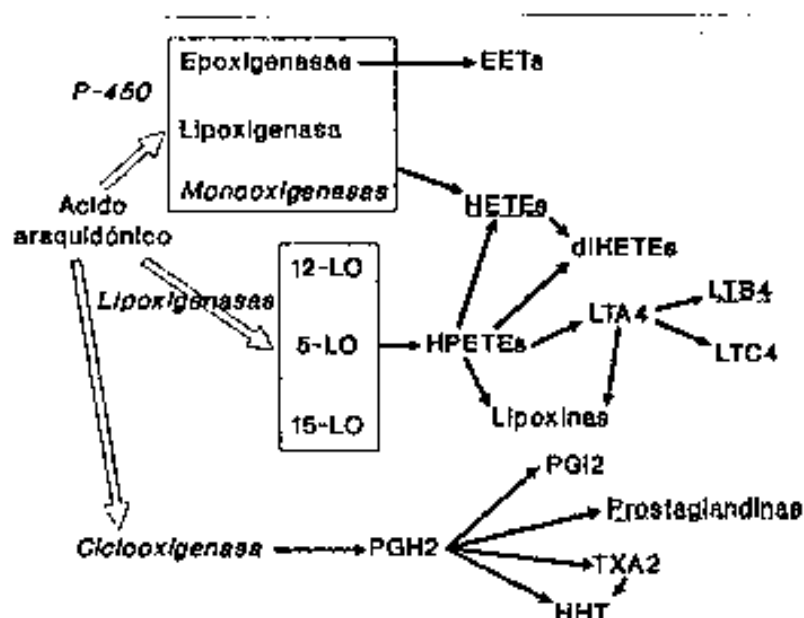 Epoxigenasas
EETs
P-450
Lipoxigenasa
Monooxigenasas
HETEs
Acido
araquidónico
diHETEs
12-LO
Lipoxigenasas
LTB4
LTA4
5-LO
HPETEs
LTC4
15-LO
Lipoxinas
PGI2
Prostaglandinas
Ciclooxigenasa
PGH2
TXA2
HHT